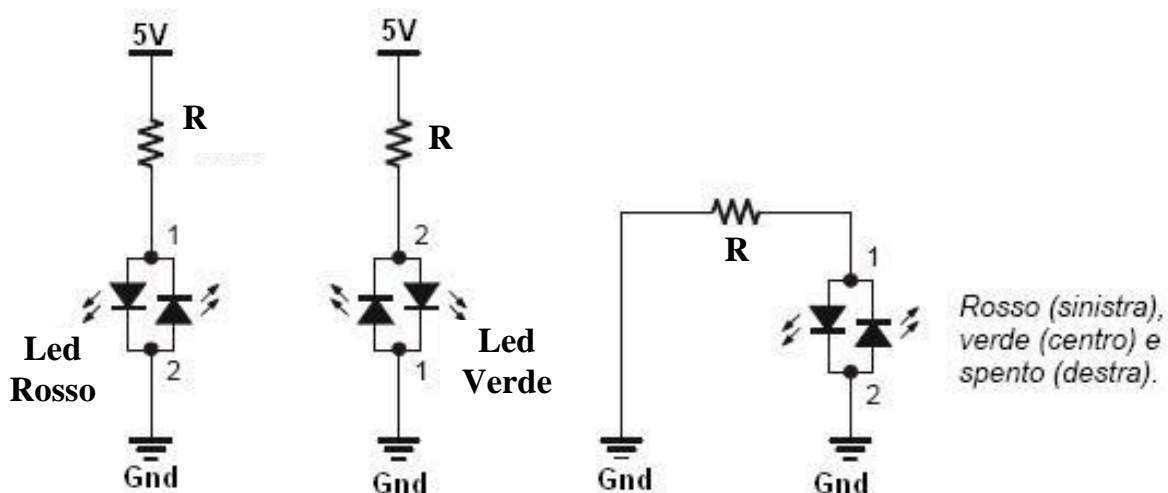 5V
R
1
Led
Rosso
2
Gnd
5V
R
2
Led
Verde
1
Gnd
R
1
2
Gnd
Gnd
Rosso (sinistra),
verde (centro) e
spento (destra).